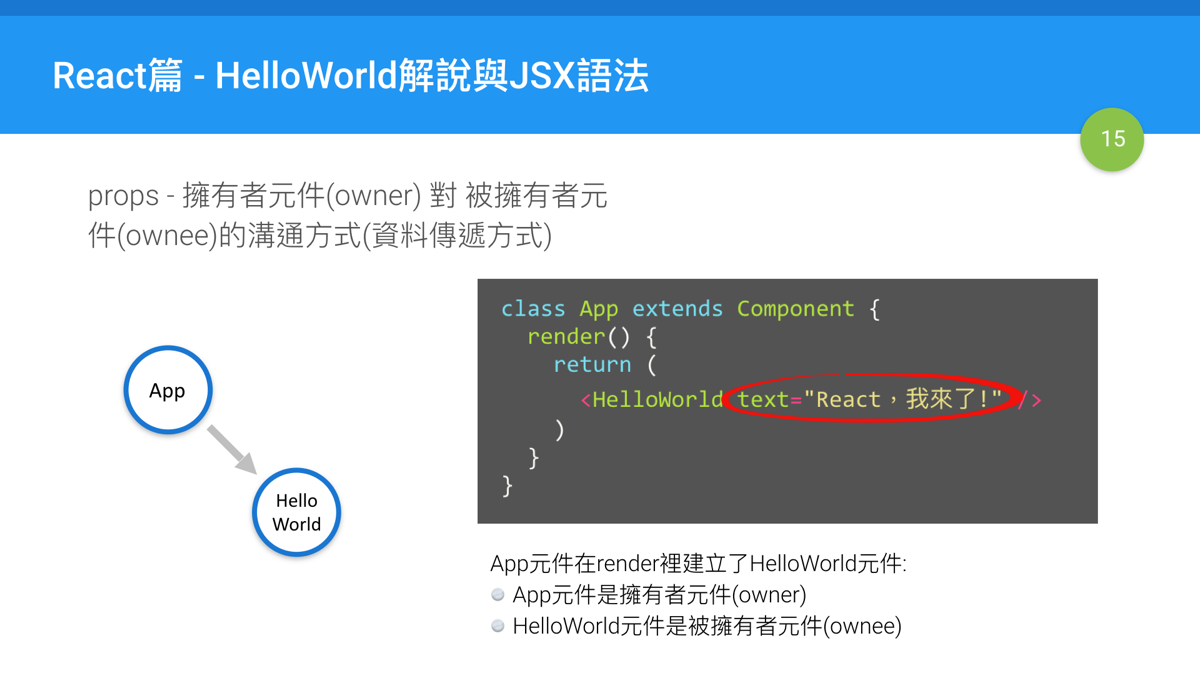 React篇 - HelloWorld解說與JSX語法
15
props - 擁有者元件(owner) 對 被擁有者元
件(ownee)的溝通方式(資料傳遞方式)
class App extends Component {
render() {
return (
<HelloWorld text="React，我來了!" />
)
}
}
App
Hello
World
App元件在render裡建立了HelloWorld元件:
App元件是擁有者元件(owner)
HelloWorld元件是被擁有者元件(ownee)